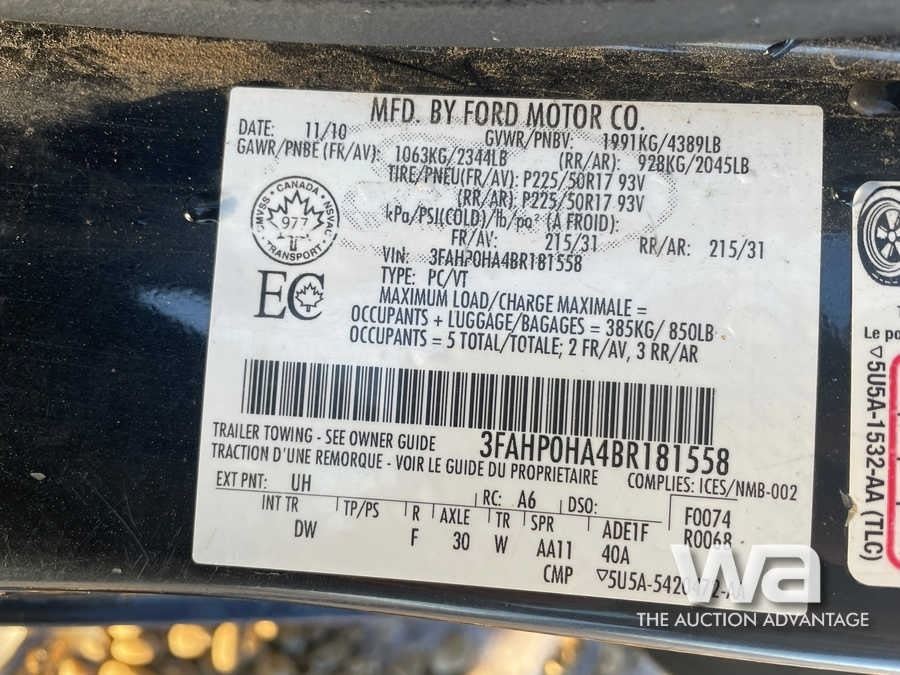 MFD. BY FORD MOTOR CO.
DATE: 11/10 GVWR/PNBV: 1991KG/4389LB
GAWR/PNBE (FR/AV): 1063KG/2344LB (RR/AR): 928KG/2045LB
TIRE/PNEU(FR/AV): P225/50R17 93V
(RR/AR): P225/50R17 93V
kPa/PSI(COLD)/lb/po² (A FROID):
FR/AV: 215/31 RR/AR: 215/31
VIN: 3FAHP0HA4BR181558
TYPE: PC/VT
MAXIMUM LOAD/CHARGE MAXIMALE =
OCCUPANTS + LUGGAGE/BAGAGES = 385KG/ 850LB
OCCUPANTS = 5 TOTAL/TOTALE; 2 FR/AV, 3 RR/AR
CANADA
CMVSS NSVAC
977
TRANSPORT
EC
3FAHP0HA4BR181558
TRAILER TOWING - SEE OWNER GUIDE
TRACTION D'UNE REMORQUE - VOIR LE GUIDE DU PROPRIETAIRE
COMPLIES: ICES/NMB-002
EXT PNT: UH RC: A6 DSO: F0074
INT TR TP/PS R AXLE TR SPR ADE1F R0068
DW F 30 W AA11 40A
CMP ▽5U5A-5420472-
Le po
▽5U5A-1532-AA (TLC)
wa
THE AUCTION ADVANTAGE